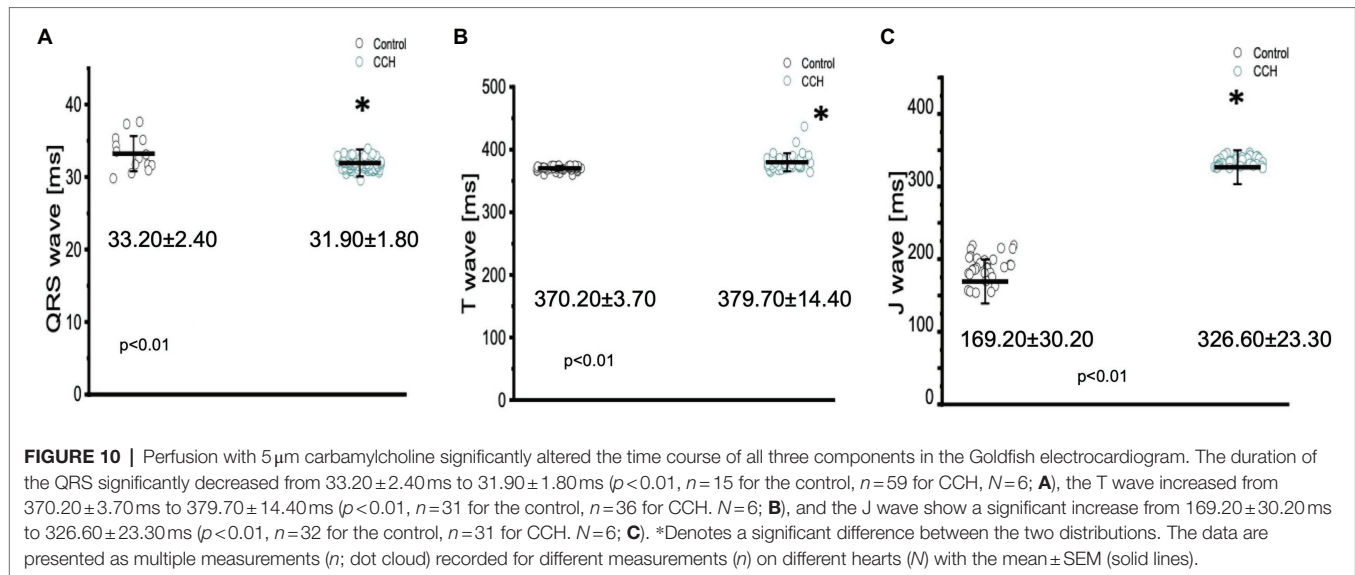 A
○ Control
○ CCH
QRS wave [ms]
40
30
20
10
0
*
33.20±2.40
31.90±1.80
p<0.01
B
○ Control
○ CCH
T wave [ms]
500
400
300
200
100
0
*
370.20±3.70
379.70±14.40
p<0.01
C
○ Control
○ CCH
J wave [ms]
400
300
200
100
0
*
169.20±30.20
326.60±23.30
p<0.01
FIGURE 10 | Perfusion with 5 μm carbamylcholine significantly altered the time course of all three components in the Goldfish electrocardiogram. The duration of
the QRS significantly decreased from 33.20±2.40 ms to 31.90±1.80 ms (p<0.01, n=15 for the control, n=59 for CCH, N=6; A), the T wave increased from
370.20±3.70 ms to 379.70±14.40 ms (p<0.01, n=31 for the control, n=36 for CCH. N=6; B), and the J wave show a significant increase from 169.20±30.20 ms
to 326.60±23.30 ms (p<0.01, n=32 for the control, n=31 for CCH. N=6; C). *Denotes a significant difference between the two distributions. The data are
presented as multiple measurements (n; dot cloud) recorded for different measurements (n) on different hearts (N) with the mean±SEM (solid lines).